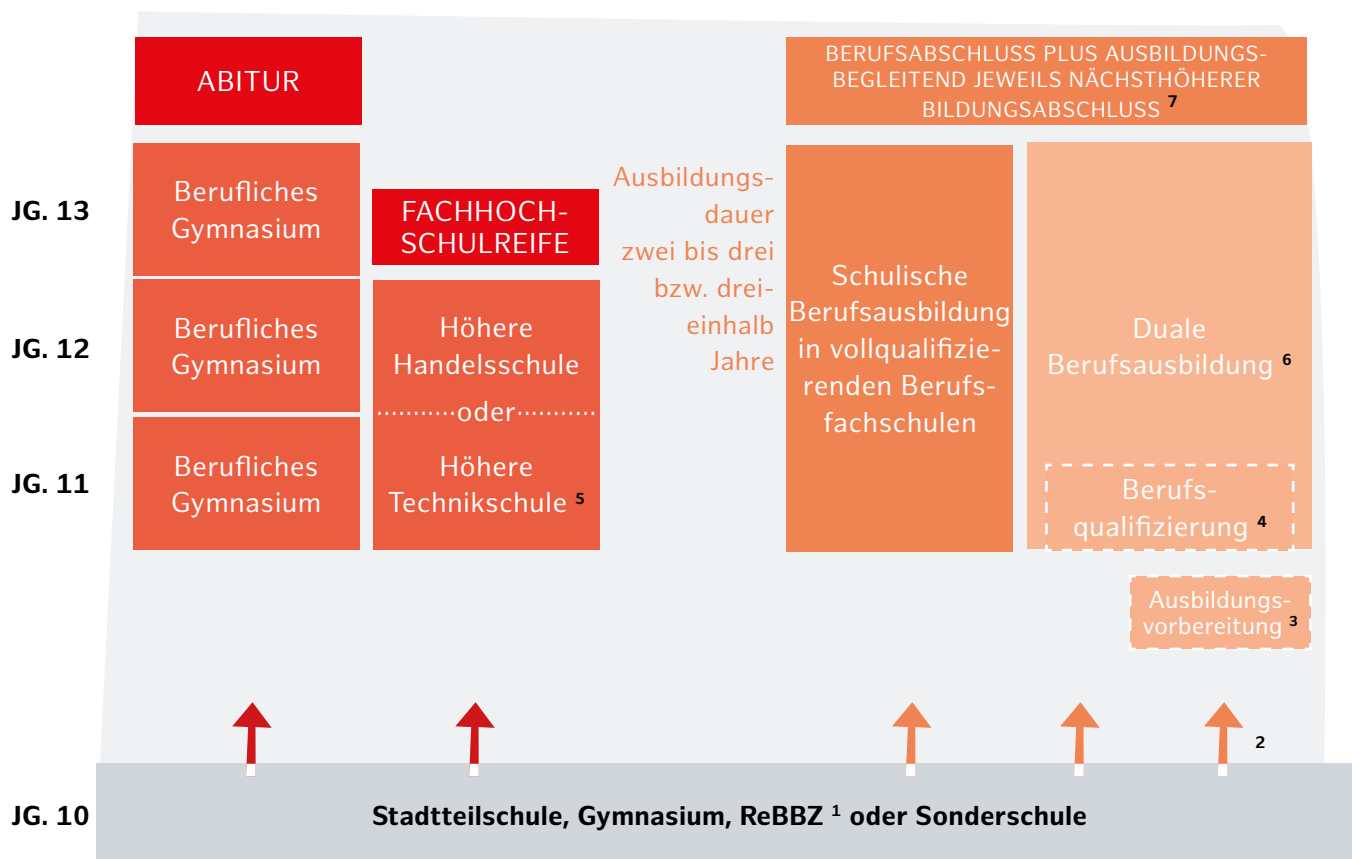 ABITUR
BERUFSABSCHLUSS PLUS AUSBILDUNGS-
BEGLEITEND JEWEILS NÄCHSTHÖHERER
BILDUNGSABSCHLUSS 7
JG. 13
Berufliches
Gymnasium
FACHHOCH-
SCHULREIFE
Ausbildungs-
dauer
zwei bis drei
bzw. drei-
einhalb
Jahre
Schulische
Berufsausbildung
in vollqualifizie-
renden Berufs-
fachschulen
Duale
Berufsausbildung 6
JG. 12
Berufliches
Gymnasium
Höhere
Handelsschule
...........oder...........
Höhere
Technikschule 5
JG. 11
Berufliches
Gymnasium
Berufs-
qualifizierung 4
Ausbildungs-
vorbereitung 3
2
JG. 10
Stadtteilschule, Gymnasium, ReBBZ 1 oder Sonderschule